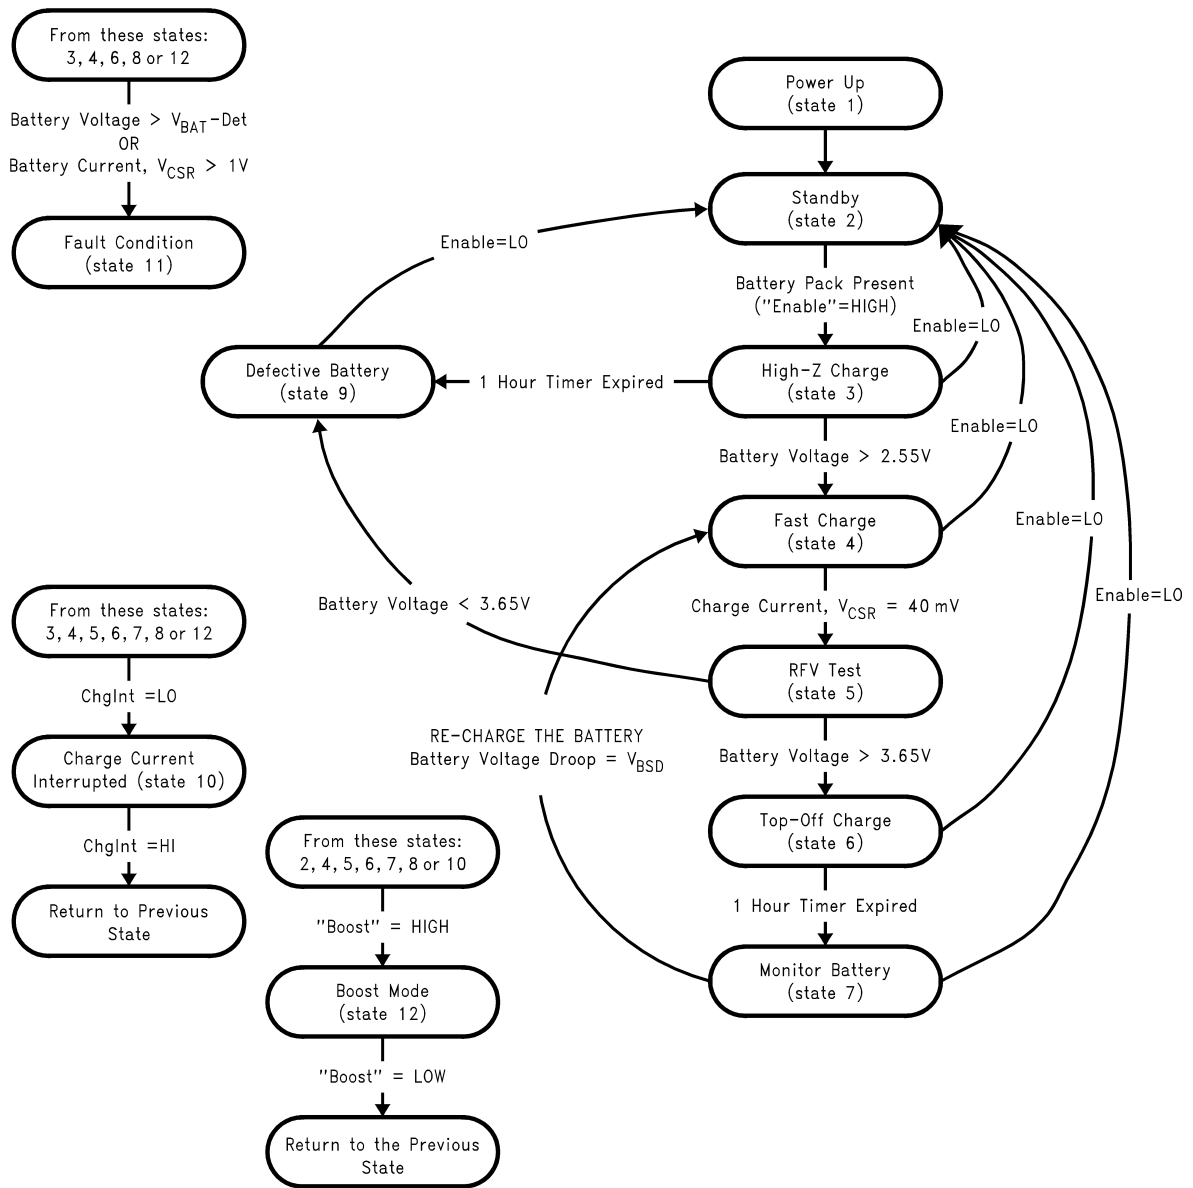 From these states:
3, 4, 6, 8 or 12
Battery Voltage > VBAT-Det
OR
Battery Current, VCSR > 1V
Fault Condition
(state 11)
Power Up
(state 1)
Standby
(state 2)
Enable=LO
Battery Pack Present
("Enable"=HIGH)
Enable=LO
Defective Battery
(state 9)
1 Hour Timer Expired
High-Z Charge
(state 3)
Enable=LO
Battery Voltage > 2.55V
Fast Charge
(state 4)
Enable=LO
Enable=LO
Battery Voltage < 3.65V
Charge Current, VCSR = 40 mV
RFV Test
(state 5)
RE-CHARGE THE BATTERY
Battery Voltage Droop = VBSD
Battery Voltage > 3.65V
Top-Off Charge
(state 6)
1 Hour Timer Expired
Monitor Battery
(state 7)
From these states:
3, 4, 5, 6, 7, 8 or 12
ChgInt =LO
Charge Current
Interrupted (state 10)
ChgInt =HI
Return to Previous
State
From these states:
2, 4, 5, 6, 7, 8 or 10
"Boost" = HIGH
Boost Mode
(state 12)
"Boost" = LOW
Return to the Previous
State